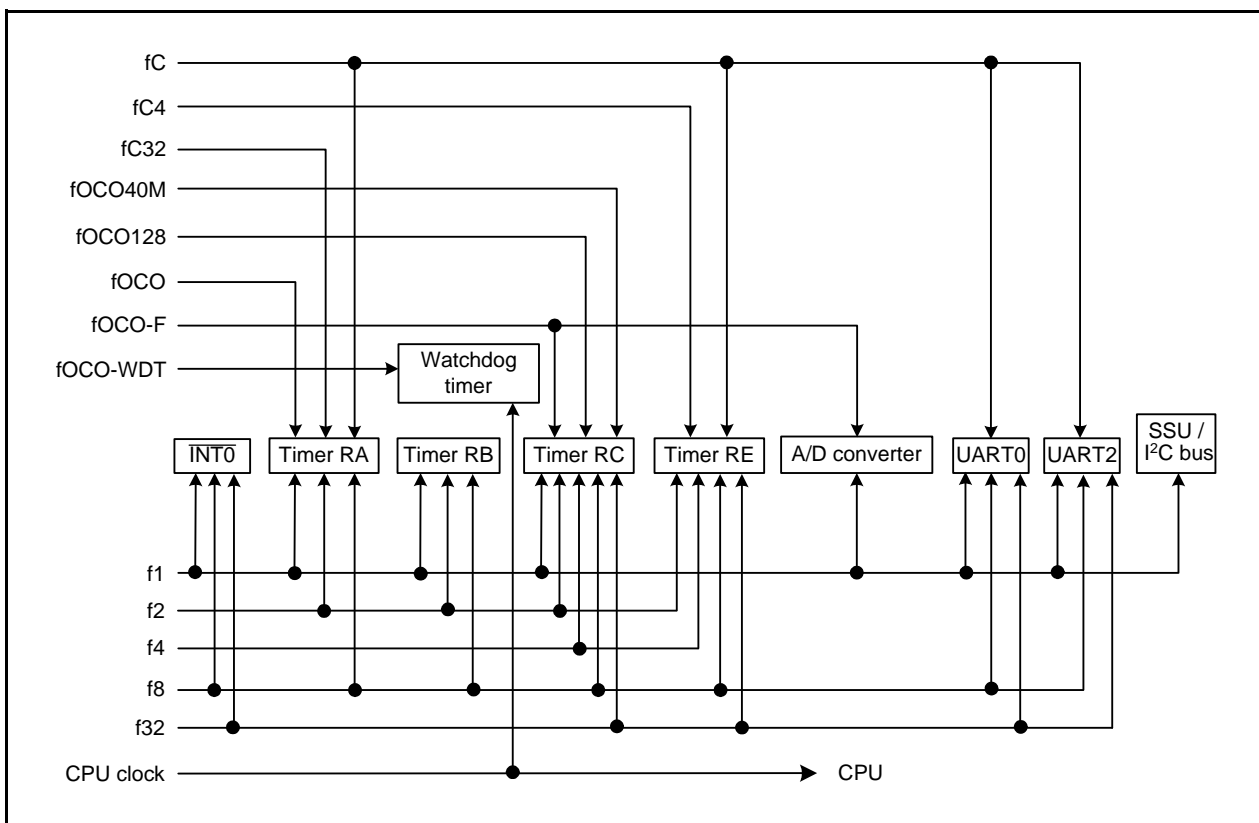 fC
fC4
fC32
fOCO40M
fOCO128
fOCO
fOCO-F
fOCO-WDT
Watchdog
timer
INT0
Timer RA
Timer RB
Timer RC
Timer RE
A/D converter
UART0
UART2
SSU /
I²C bus
f1
f2
f4
f8
f32
CPU clock
CPU